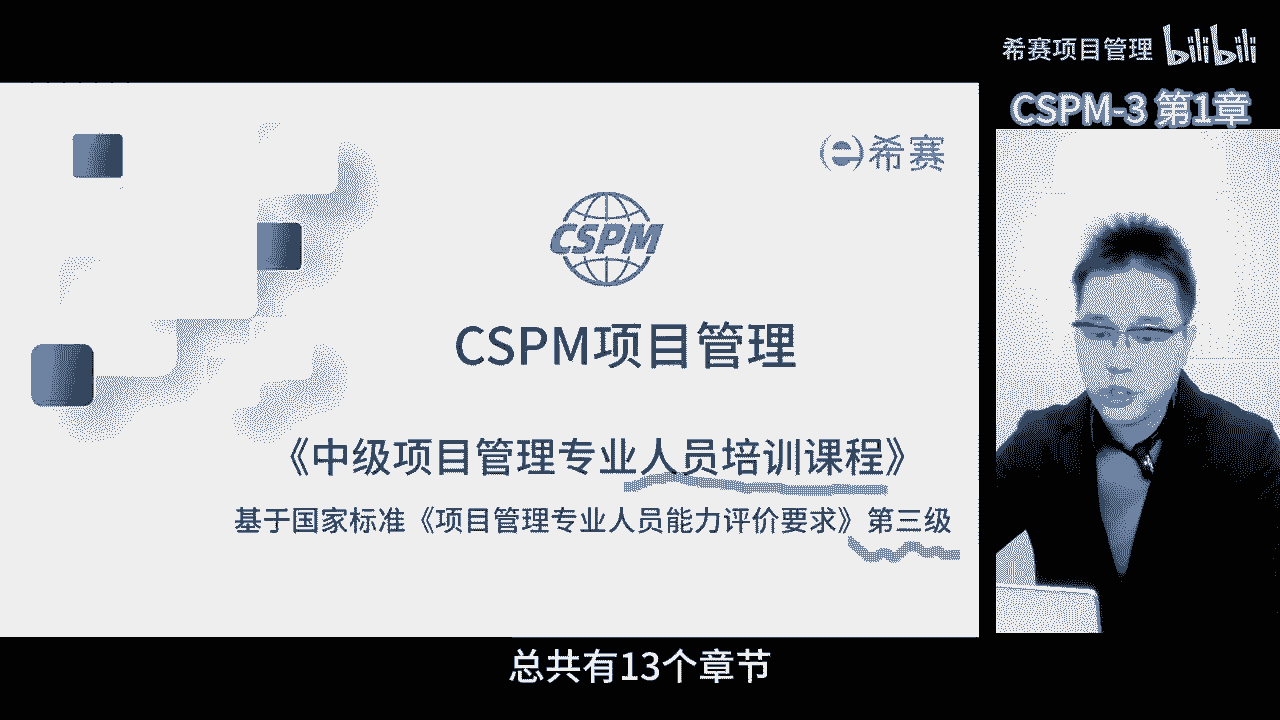 希赛项目管理 bilibili
CSPM-3 第1章
希赛
CSPM
CSPM项目管理
《中级项目管理专业人员培训课程》
基于国家标准《项目管理专业人员能力评价要求》第三级
总共有13个章节